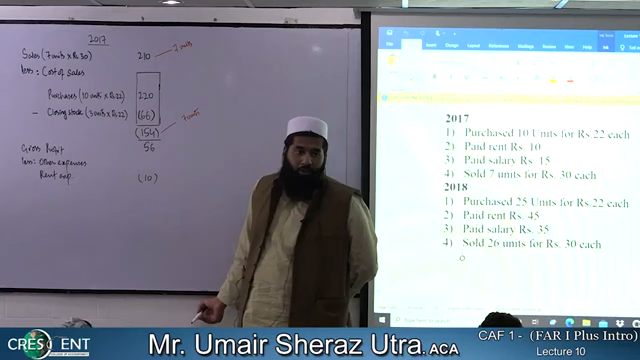 2017
Sales (7 units x Rs.30) 210 7 units
less: Cost of sales
Purchases (10 units x Rs.22) 220
- Closing stock (3 units x Rs.22) (66)
(154) 7 units
Gross Profit 56
less: Other expenses
Rent exp (10)
2017
1) Purchased 10 Units for Rs.22 each
2) Paid rent Rs. 10
3) Paid salary Rs. 15
4) Sold 7 units for Rs. 30 each
2018
1) Purchased 25 Units for Rs.22 each
2) Paid rent Rs. 45
3) Paid salary Rs. 35
4) Sold 26 units for Rs. 30 each
CRESCENT
COLLEGE OF ACCOUNTANCY
Mr. Umair Sheraz Utra. ACA
CAF 1 - (FAR I Plus Intro)
Lecture 10